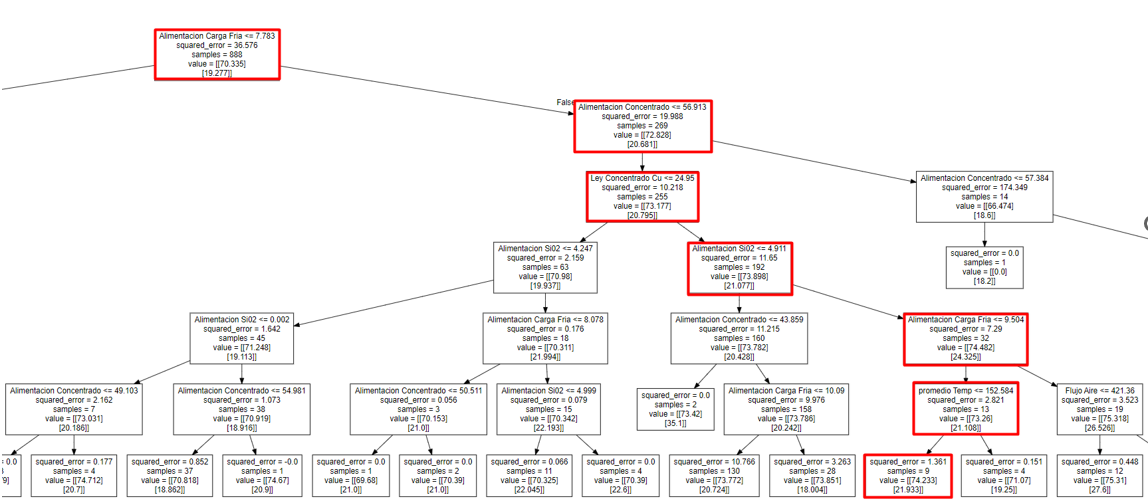 Alimentacion Carga Fria <= 7.783
squared_error = 36.576
samples = 888
value = [[70.335]
[19.277]]
False
Alimentacion Concentrado <= 56.913
squared_error = 19.988
samples = 269
value = [[72.828]
[20.681]]
Ley Concentrado Cu <= 24.95
squared_error = 10.218
samples = 255
value = [[73.177]
[20.795]]
Alimentacion Concentrado <= 57.384
squared_error = 174.349
samples = 14
value = [[66.474]
[18.6]]
Alimentacion Si02 <= 4.247
squared_error = 2.159
samples = 63
value = [[70.98]
[19.937]]
Alimentacion Si02 <= 4.911
squared_error = 11.65
samples = 192
value = [[73.898]
[21.077]]
squared_error = 0.0
samples = 1
value = [[0.0]
[18.2]]
Alimentacion Si02 <= 0.002
squared_error = 1.642
samples = 45
value = [[71.248]
[19.113]]
Alimentacion Carga Fria <= 8.078
squared_error = 0.176
samples = 18
value = [[70.311]
[21.994]]
Alimentacion Concentrado <= 43.859
squared_error = 11.215
samples = 160
value = [[73.782]
[20.428]]
Alimentacion Carga Fria <= 9.504
squared_error = 7.29
samples = 32
value = [[74.482]
[24.325]]
Alimentacion Concentrado <= 49.103
squared_error = 2.162
samples = 7
value = [[73.031]
[20.186]]
Alimentacion Concentrado <= 54.981
squared_error = 1.073
samples = 38
value = [[70.919]
[18.916]]
Alimentacion Concentrado <= 50.511
squared_error = 0.056
samples = 3
value = [[70.153]
[21.0]]
Alimentacion Si02 <= 4.999
squared_error = 0.079
samples = 15
value = [[70.342]
[22.193]]
squared_error = 0.0
samples = 2
value = [[73.42]
[35.1]]
Alimentacion Carga Fria <= 10.09
squared_error = 9.976
samples = 158
value = [[73.786]
[20.242]]
promedio Temp <= 152.584
squared_error = 2.821
samples = 13
value = [[73.26]
[21.108]]
Flujo Aire <= 421.36
squared_error = 3.523
samples = 19
value = [[75.318]
[26.526]]
= 0.0
9]
squared_error = 0.177
samples = 4
value = [[74.712]
[20.7]]
squared_error = 0.852
samples = 37
value = [[70.818]
[18.862]]
squared_error = -0.0
samples = 1
value = [[74.67]
[20.9]]
squared_error = 0.0
samples = 1
value = [[69.68]
[21.0]]
squared_error = 0.0
samples = 2
value = [[70.39]
[21.0]]
squared_error = 0.066
samples = 11
value = [[70.325]
[22.045]]
squared_error = 0.0
samples = 4
value = [[70.39]
[22.6]]
squared_error = 10.766
samples = 130
value = [[73.772]
[20.724]]
squared_error = 3.263
samples = 28
value = [[73.851]
[18.004]]
squared_error = 1.361
samples = 9
value = [[74.233]
[21.933]]
squared_error = 0.151
samples = 4
value = [[71.07]
[19.25]]
squared_error = 0.448
samples = 12
value = [[75.31]
[27.6]]